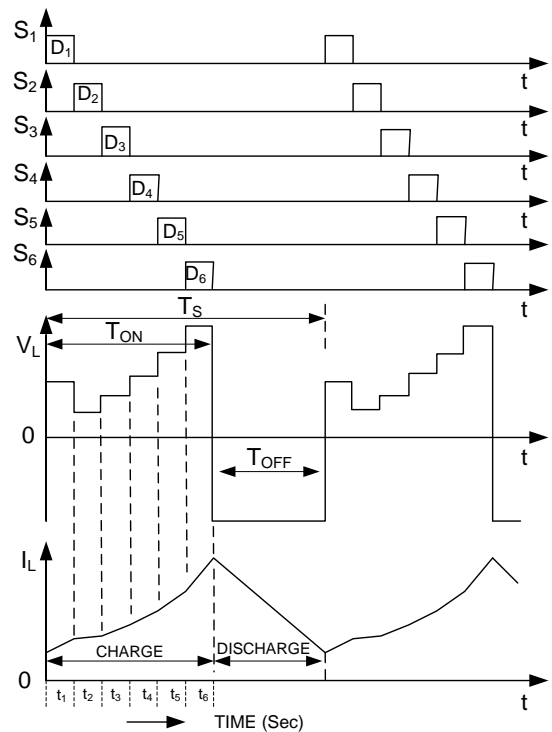 S1
D1
t
S2
D2
t
S3
D3
t
S4
D4
t
S5
D5
t
S6
D6
t
TS
VL
TON
0
TOFF
t
IL
CHARGE
DISCHARGE
0
t1 t2 t3 t4 t5 t6
t
TIME (Sec)